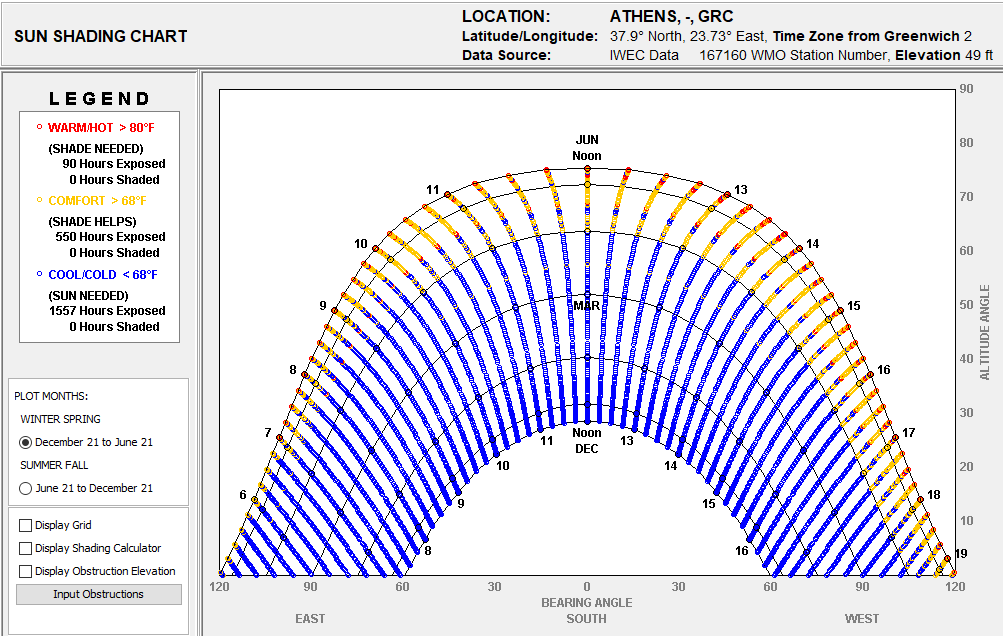 SUN SHADING CHART
LOCATION: ATHENS, -, GRC
Latitude/Longitude: 37.9° North, 23.73° East, Time Zone from Greenwich 2
Data Source: IWEC Data 167160 WMO Station Number, Elevation 49 ft
LEGEND
WARM/HOT > 80°F
(SHADE NEEDED)
90 Hours Exposed
0 Hours Shaded
COMFORT > 68°F
(SHADE HELPS)
550 Hours Exposed
0 Hours Shaded
COOL/COLD < 68°F
(SUN NEEDED)
1557 Hours Exposed
0 Hours Shaded
PLOT MONTHS:
WINTER SPRING
December 21 to June 21
SUMMER FALL
June 21 to December 21
Display Grid
Display Shading Calculator
Display Obstruction Elevation
Input Obstructions
90
80
70
60
50
40
30
20
10
ALTITUDE ANGLE
JUN
Noon
11
13
10
14
9
15
MAR
8
16
7
17
6
18
19
Noon
DEC
11
13
10
14
9
15
8
16
120 90 60 30 0 30 60 90 120
BEARING ANGLE
EAST SOUTH WEST